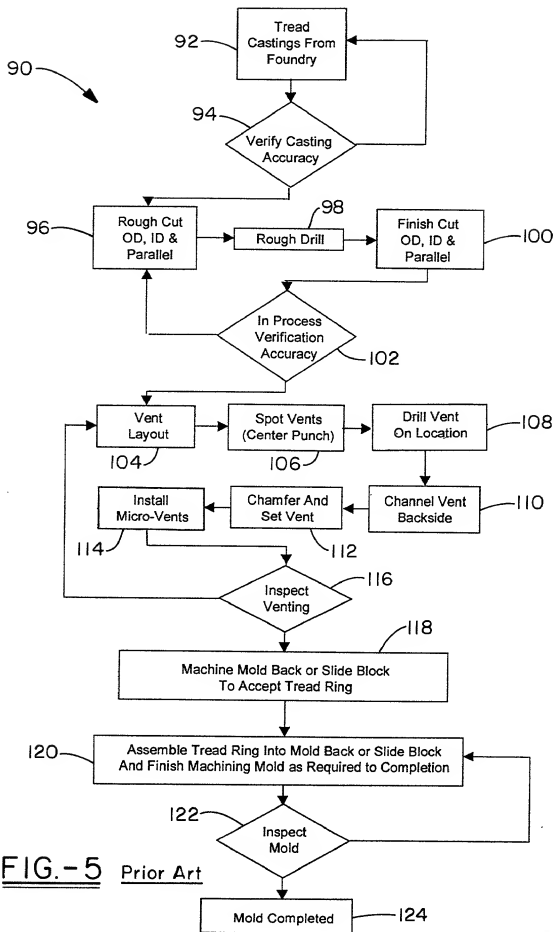 92
Tread
Castings From
Foundry
90
94
Verify Casting
Accuracy
96
Rough Cut
OD, ID &
Parallel
98
Rough Drill
Finish Cut
OD, ID &
Parallel
100
In Process
Verification
Accuracy
102
Vent
Layout
104
Spot Vents
(Center Punch)
106
Drill Vent
On Location
108
Install
Micro-Vents
114
Chamfer And
Set Vent
112
Channel Vent
Backside
110
Inspect
Venting
116
118
Machine Mold Back or Slide Block
To Accept Tread Ring
120
Assemble Tread Ring Into Mold Back or Slide Block
And Finish Machining Mold as Required to Completion
122
Inspect
Mold
FIG.-5 Prior Art
Mold Completed
124